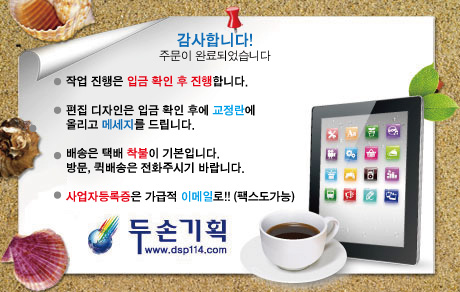 감사합니다!
주문이 완료되었습니다
작업 진행은 입금 확인 후 진행합니다.
편집 디자인은 입금 확인 후에 교정란에
올리고 메세지를 드립니다.
배송은 택배 착불이 기본입니다.
방문, 퀵배송은 전화주시기 바랍니다.
사업자등록증은 가급적 이메일로!! (팩스도가능)
두손기획
www.dsp114.com